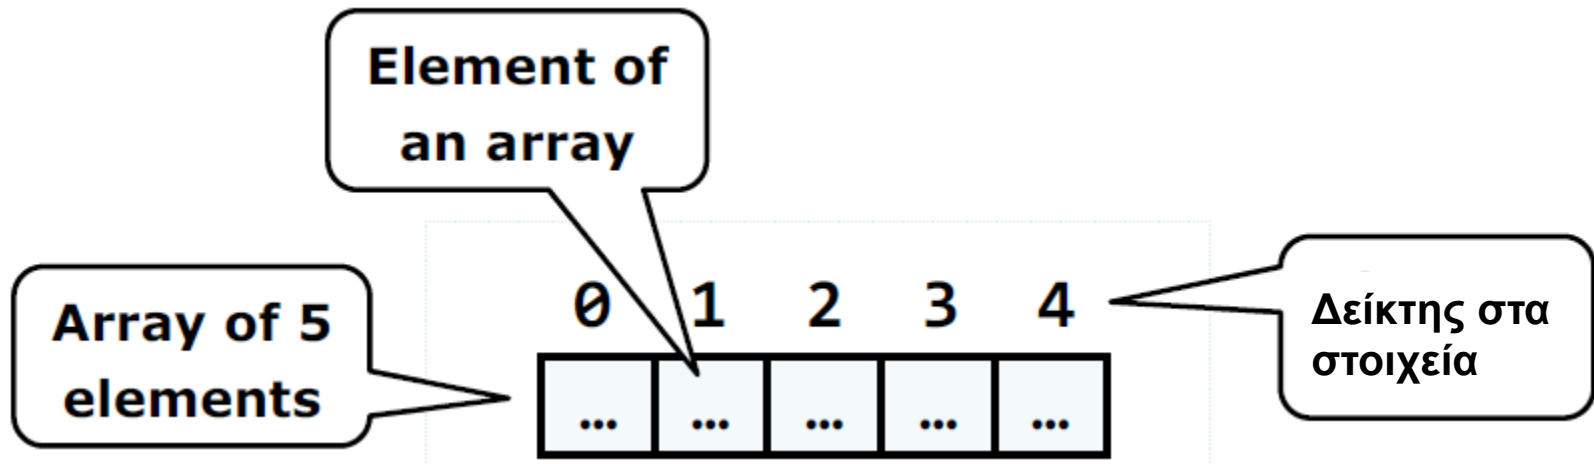 Element of
an array
Array of 5
elements
0 1 2 3 4
Δείκτης στα
στοιχεία
... ... ... ... ...